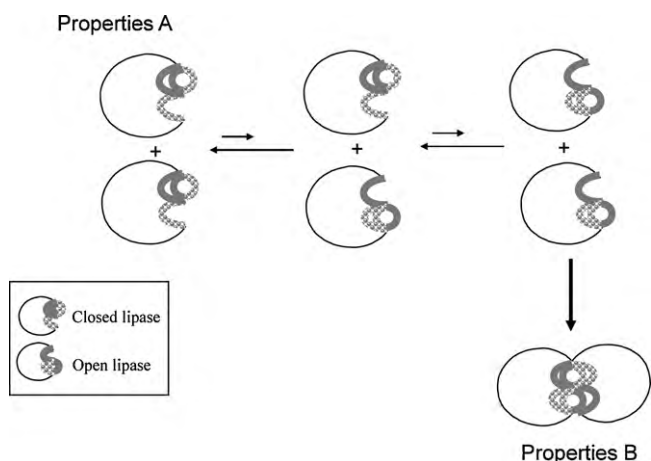 Properties A
+
+
+
Closed lipase
Open lipase
Properties B